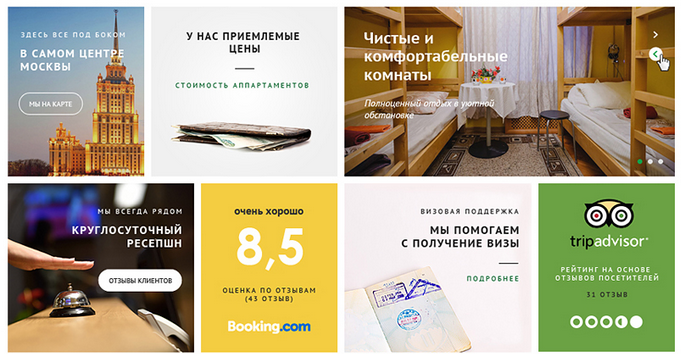 ЗДЕСЬ ВСЕ ПОД БОКОМ
В САМОМ ЦЕНТРЕ
МОСКВЫ
МЫ НА КАРТЕ
У НАС ПРИЕМЛЕМЫЕ
ЦЕНЫ
СТОИМОСТЬ АППАРТАМЕНТОВ
Чистые и
комфортабельные
комнаты
Полноценный отдых в уютной
обстановке
МЫ ВСЕГДА РЯДОМ
КРУГЛОСУТОЧНЫЙ
РЕСЕПШН
ОТЗЫВЫ КЛИЕНТОВ
очень хорошо
8,5
ОЦЕНКА ПО ОТЗЫВАМ
(43 ОТЗЫВ)
Booking.com
ВИЗОВАЯ ПОДДЕРЖКА
МЫ ПОМОГАЕМ
С ПОЛУЧЕНИЕ ВИЗЫ
ПОДРОБНЕЕ
tripadvisor®
РЕЙТИНГ НА ОСНОВЕ
ОТЗЫВОВ ПОСЕТИТЕЛЕЙ
31 ОТЗЫВ